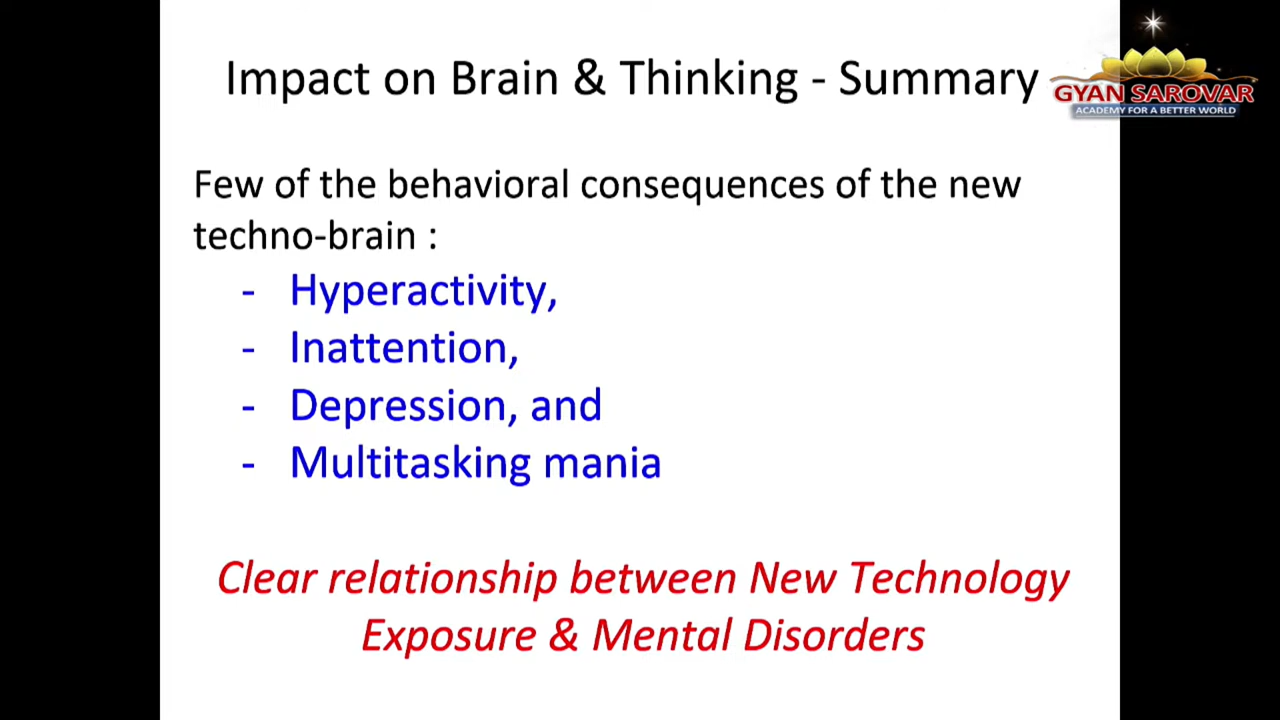 Impact on Brain & Thinking - Summary
GYAN SAROVAR
ACADEMY FOR A BETTER WORLD
Few of the behavioral consequences of the new
techno-brain :
- Hyperactivity,
- Inattention,
- Depression, and
- Multitasking mania
Clear relationship between New Technology
Exposure & Mental Disorders